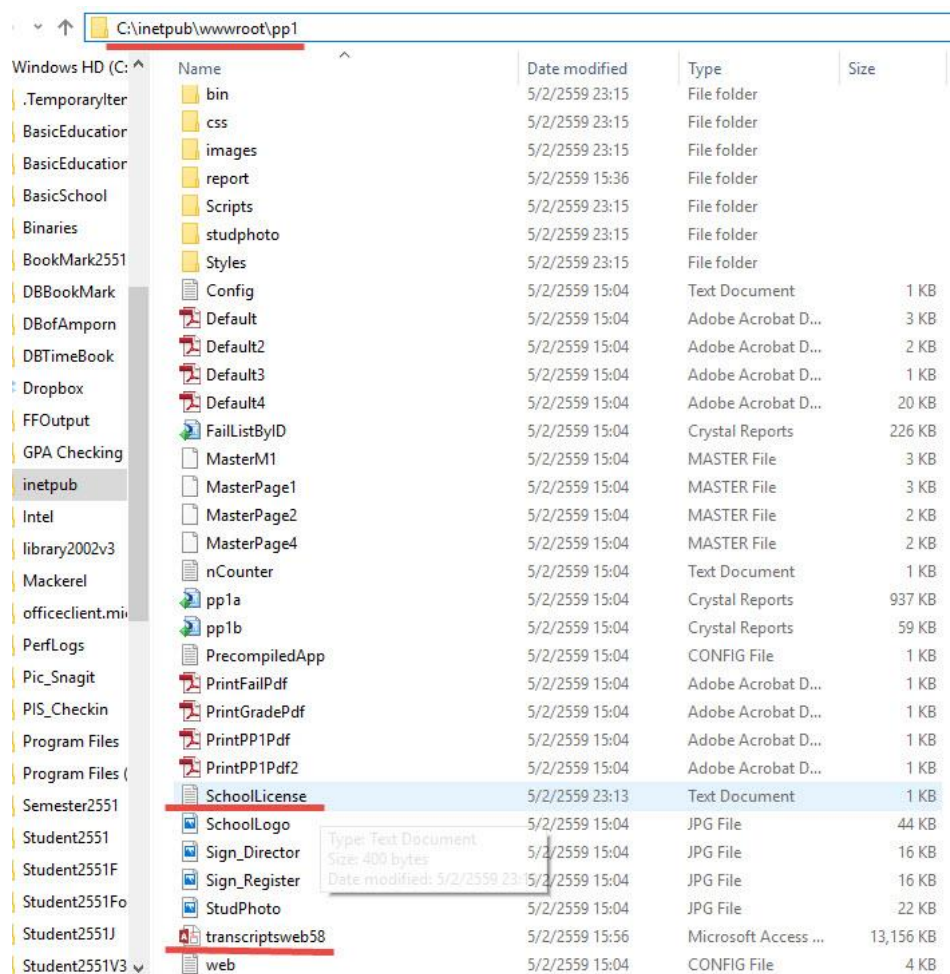 C:\inetpub\wwwroot\pp1
Windows HD (C: Name Date modified Type Size
bin 5/2/2559 23:15 File folder
.TemporaryIter
css 5/2/2559 23:15 File folder
BasicEducation
images 5/2/2559 23:15 File folder
BasicEducation
report 5/2/2559 15:36 File folder
BasicSchool
Scripts 5/2/2559 23:15 File folder
Binaries
studphoto 5/2/2559 23:15 File folder
BookMark2551
Styles 5/2/2559 23:15 File folder
DBBookMark
Config 5/2/2559 15:04 Text Document 1 KB
DBofAmporn
Default 5/2/2559 15:04 Adobe Acrobat D... 3 KB
DBTimeBook
Default2 5/2/2559 15:04 Adobe Acrobat D... 2 KB
Default3 5/2/2559 15:04 Adobe Acrobat D... 1 KB
Dropbox
Default4 5/2/2559 15:04 Adobe Acrobat D... 20 KB
FFOutput
FailListByID 5/2/2559 15:04 Crystal Reports 226 KB
GPA Checking
MasterM1 5/2/2559 15:04 MASTER File 3 KB
inetpub
MasterPage1 5/2/2559 15:04 MASTER File 3 KB
Intel
MasterPage2 5/2/2559 15:04 MASTER File 2 KB
library2002v3
MasterPage4 5/2/2559 15:04 MASTER File 2 KB
Mackerel
nCounter 5/2/2559 15:04 Text Document 1 KB
pp1a 5/2/2559 15:04 Crystal Reports 937 KB
officeclient.mi
pp1b 5/2/2559 15:04 Crystal Reports 59 KB
PerfLogs
PrecompiledApp 5/2/2559 15:04 CONFIG File 1 KB
Pic_Snagit
PrintFailPdf 5/2/2559 15:04 Adobe Acrobat D... 1 KB
PIS_Checkin
PrintGradePdf 5/2/2559 15:04 Adobe Acrobat D... 1 KB
Program Files
PrintPP1Pdf 5/2/2559 15:04 Adobe Acrobat D... 1 KB
Program Files (
PrintPP1Pdf2 5/2/2559 15:04 Adobe Acrobat D... 1 KB
SchoolLicense 5/2/2559 23:13 Text Document 1 KB
Semester2551
SchoolLogo 5/2/2559 15:04 JPG File 44 KB
Student2551
Type: Text Document
Sign_Director 5/2/2559 15:04 JPG File 16 KB
Size: 400 bytes
Student2551F
Sign_Register 5/2/2559 15:04 JPG File 16 KB
Date modified: 5/2/2559 23:
Student2551Fo
StudPhoto 5/2/2559 15:04 JPG File 22 KB
Student2551J
transcriptsweb58 5/2/2559 15:56 Microsoft Access ... 13,156 KB
Student2551V3
web 5/2/2559 15:04 CONFIG File 4 KB